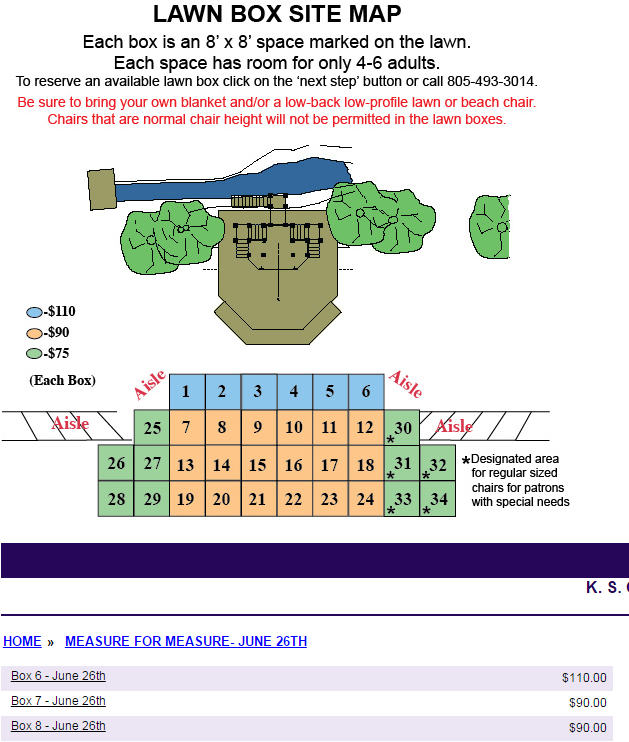 LAWN BOX SITE MAP
Each box is an 8' x 8' space marked on the lawn.
Each space has room for only 4-6 adults.
To reserve an available lawn box click on the 'next step' button or call 805-493-3014.
Be sure to bring your own blanket and/or a low-back low-profile lawn or beach chair.
Chairs that are normal chair height will not be permitted in the lawn boxes.
-$110
-$90
-$75
(Each Box)
Aisle
Aisle
1 2 3 4 5 6
Aisle
Aisle
25 7 8 9 10 11 12 *30
26 27 13 14 15 16 17 18 *31 *32
28 29 19 20 21 22 23 24 *33 *34
*Designated area
for regular sized
chairs for patrons
with special needs
K. S.
HOME » MEASURE FOR MEASURE- JUNE 26TH
Box 6 - June 26th $110.00
Box 7 - June 26th $90.00
Box 8 - June 26th $90.00